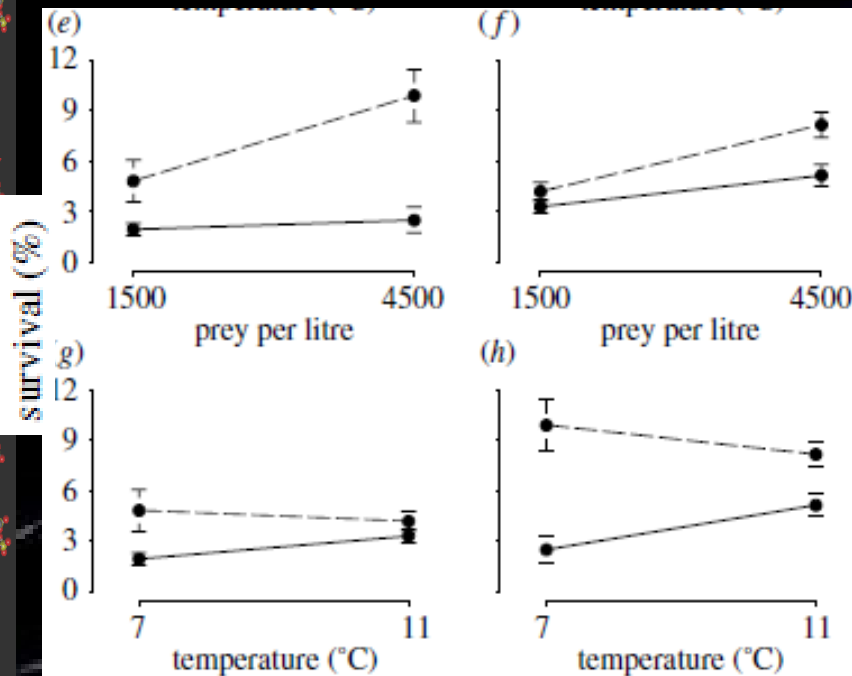 (e)
(f)
12
9
6
3
0
1500
4500
1500
4500
prey per litre
prey per litre
survival (%)
g)
(h)
12
9
6
3
0
7
11
7
11
temperature (°C)
temperature (°C)